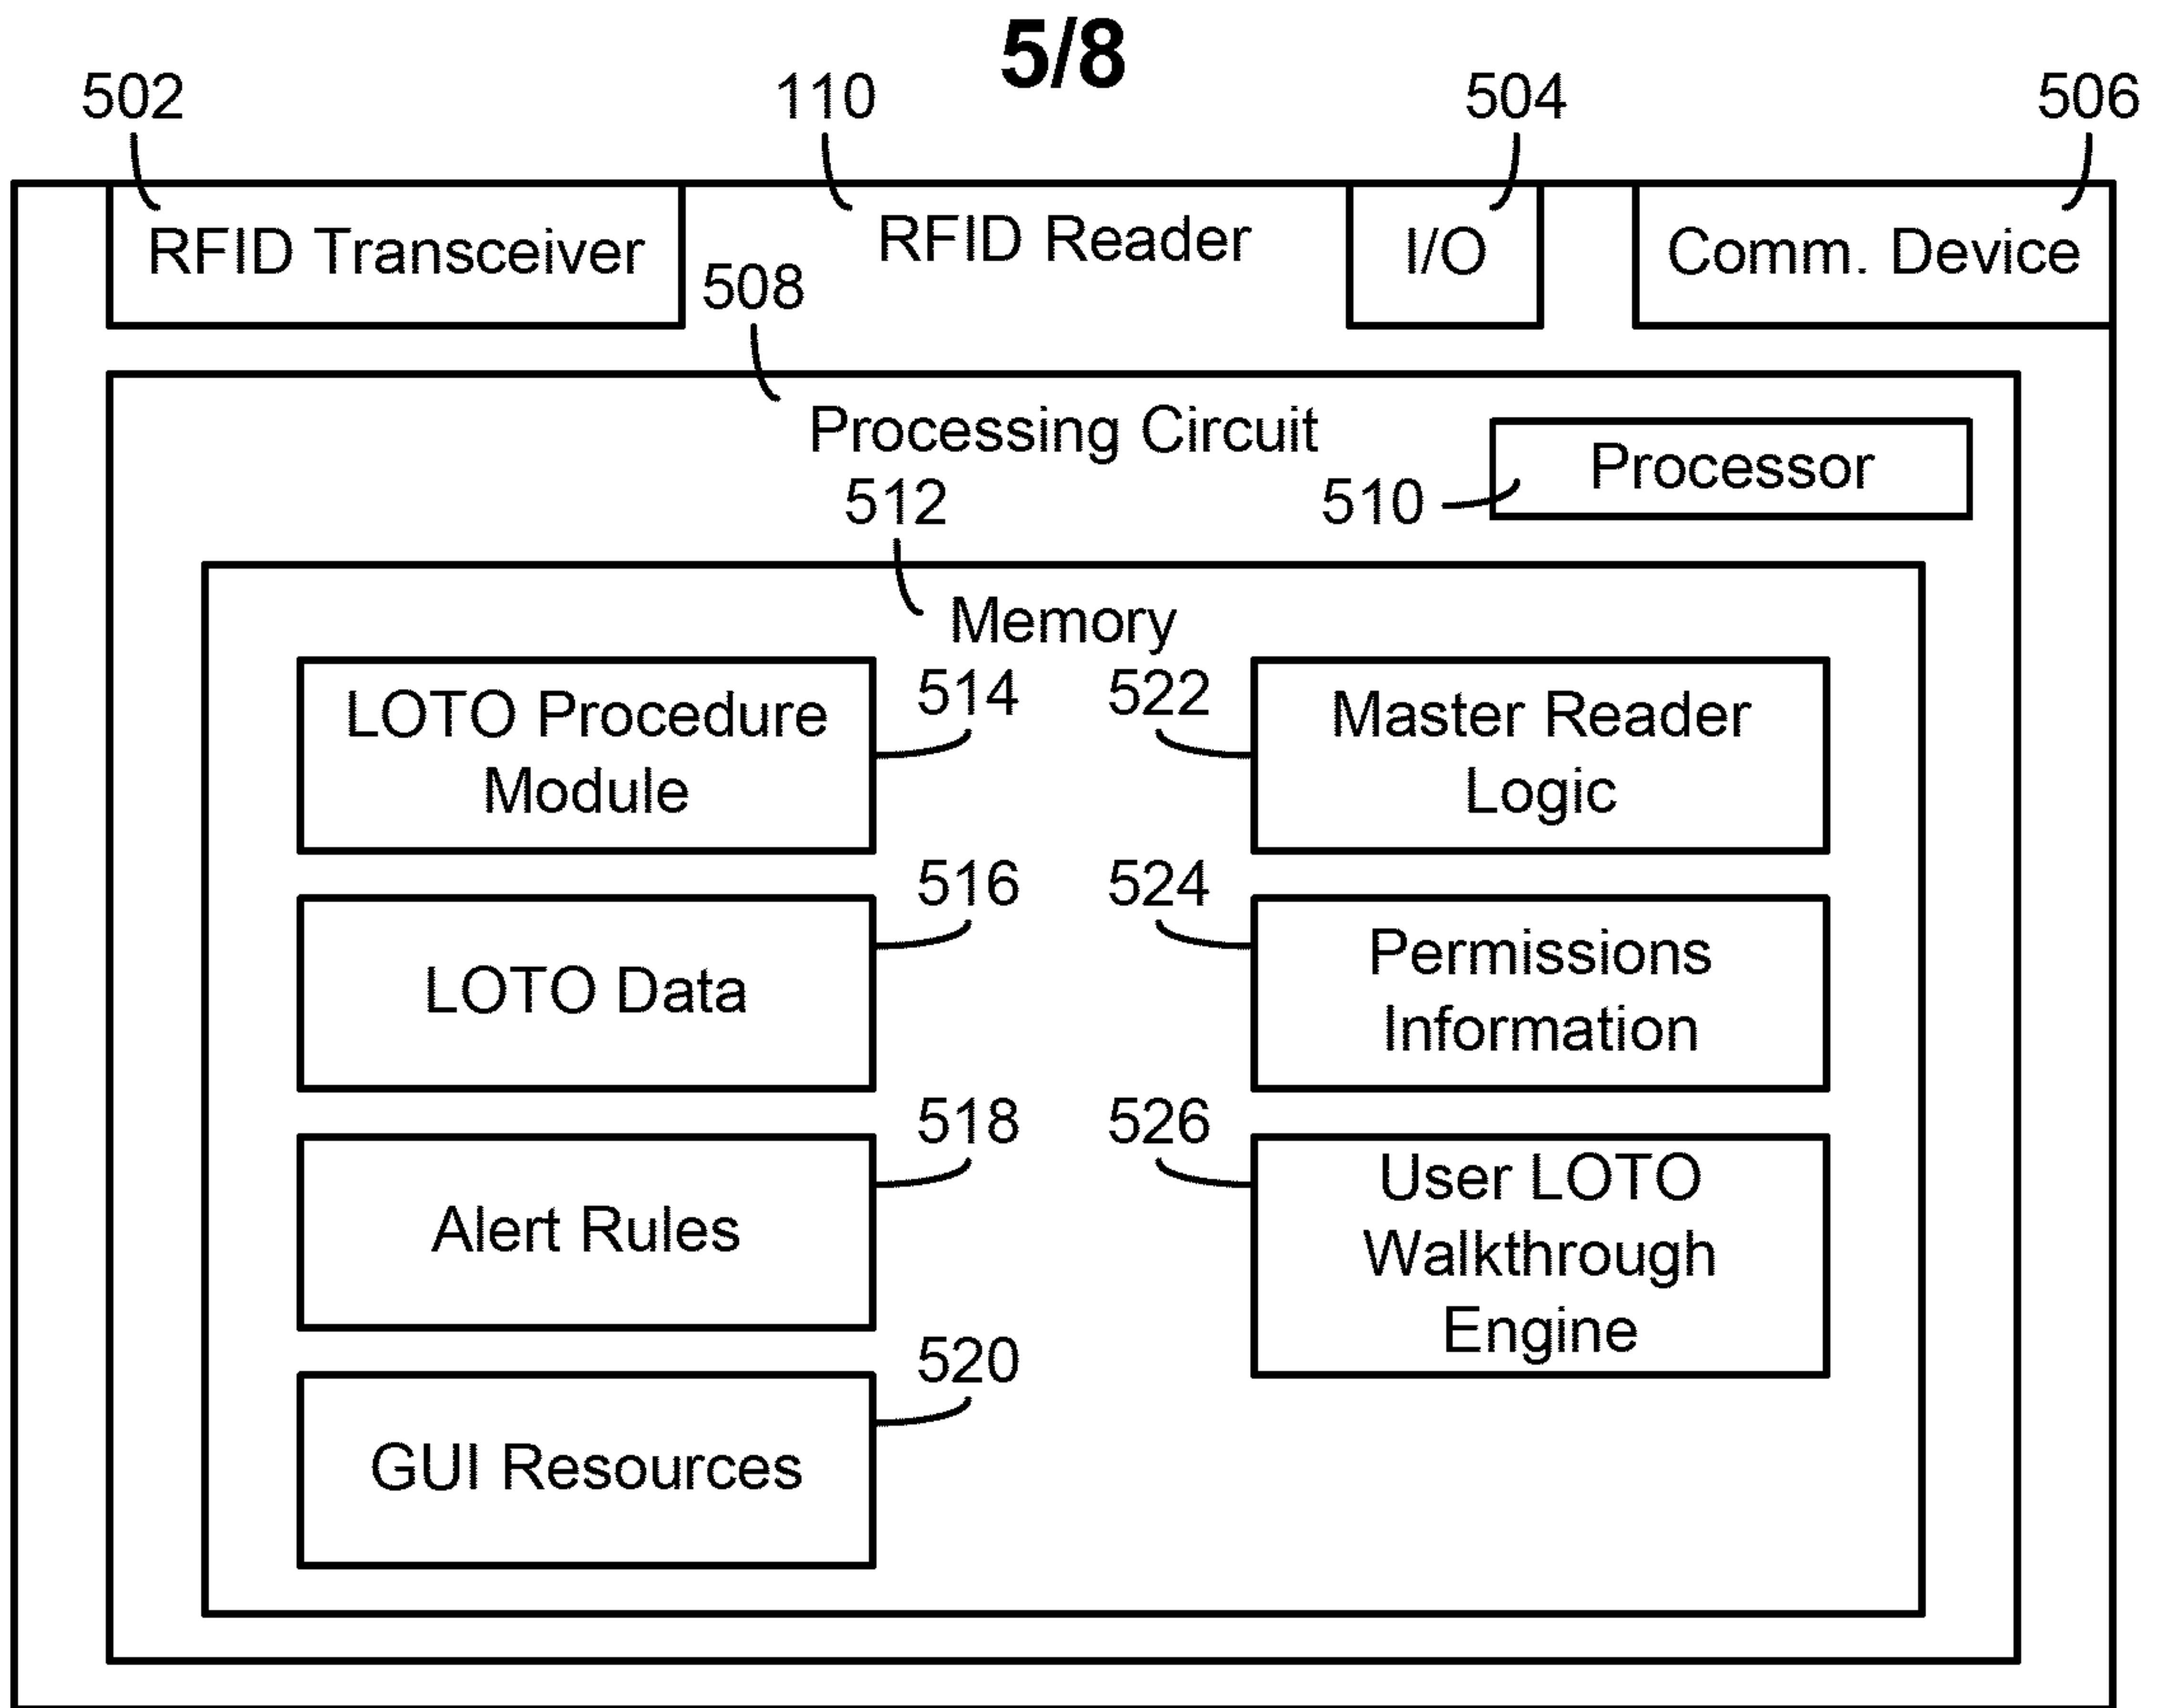 5/8
502
110
504
506
RFID Transceiver
RFID Reader
I/O
Comm. Device
508
Processing Circuit
Processor
510
512
Memory
LOTO Procedure
Module
514
522
Master Reader
Logic
LOTO Data
516
524
Permissions
Information
Alert Rules
518
526
User LOTO
Walkthrough
Engine
GUI Resources
520